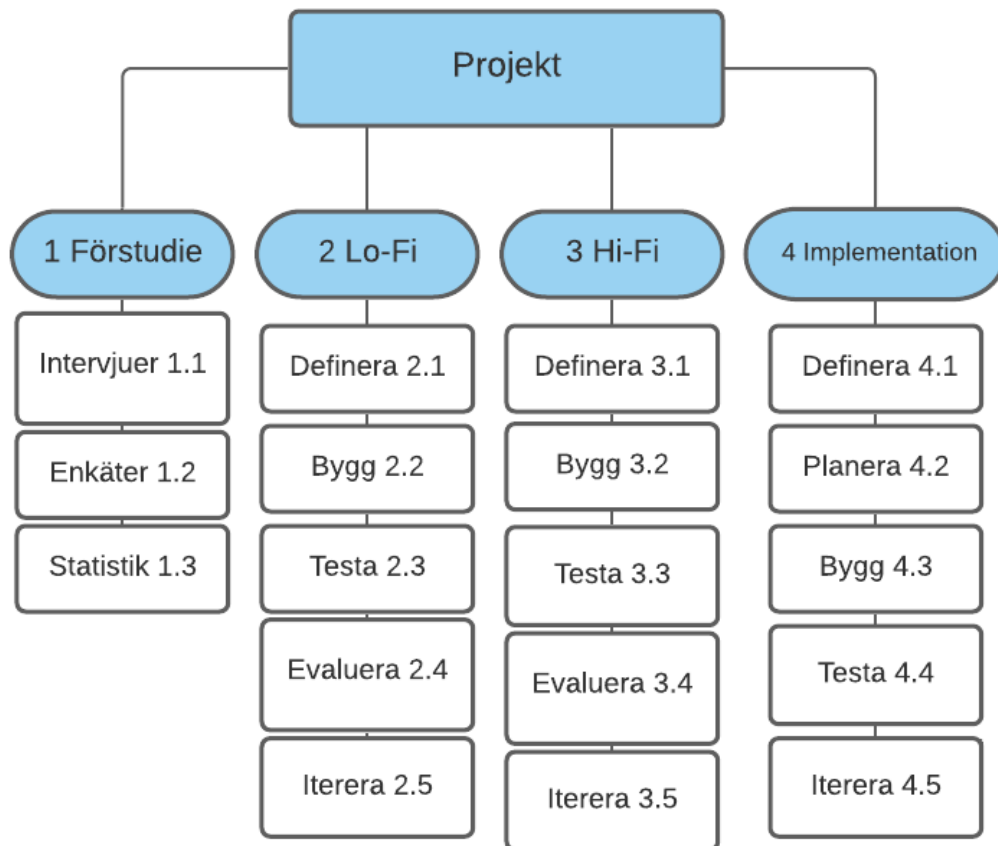 Projekt
1 Förstudie
Intervjuer 1.1
Enkäter 1.2
Statistik 1.3
2 Lo-Fi
Definera 2.1
Bygg 2.2
Testa 2.3
Evaluera 2.4
Iterera 2.5
3 Hi-Fi
Definera 3.1
Bygg 3.2
Testa 3.3
Evaluera 3.4
Iterera 3.5
4 Implementation
Definera 4.1
Planera 4.2
Bygg 4.3
Testa 4.4
Iterera 4.5